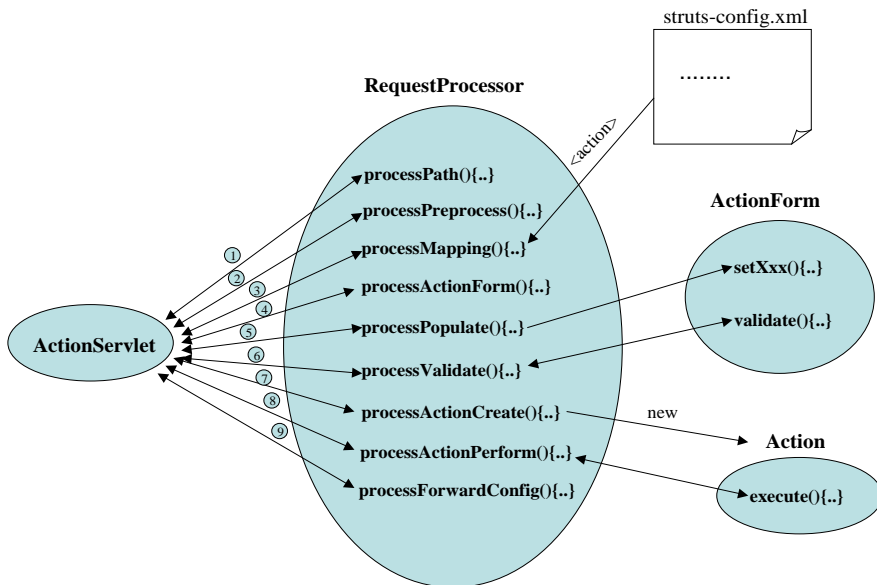 struts-config.xml
........
RequestProcessor
<action>
processPath(){..}
processPreprocess(){..}
processMapping(){..}
processActionForm(){..}
processPopulate(){..}
processValidate(){..}
processActionCreate(){..}
processActionPerform(){..}
processForwardConfig(){..}
ActionServlet
1
2
3
4
5
6
7
8
9
ActionForm
setXxx(){..}
validate(){..}
new
Action
execute(){..}